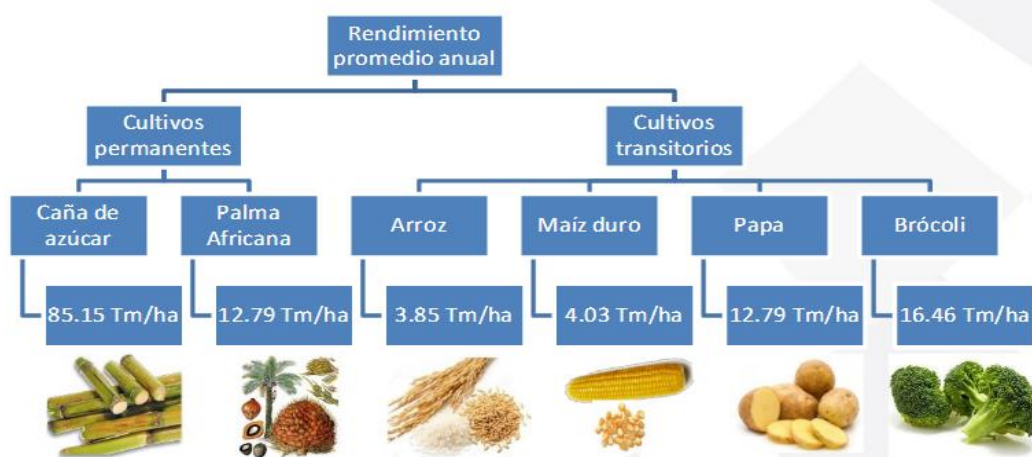 Rendimiento
promedio anual
Cultivos
permanentes
Cultivos
transitorios
Caña de
azúcar
Palma
Africana
Arroz
Maíz duro
Papa
Brócoli
85.15 Tm/ha
12.79 Tm/ha
3.85 Tm/ha
4.03 Tm/ha
12.79 Tm/ha
16.46 Tm/ha